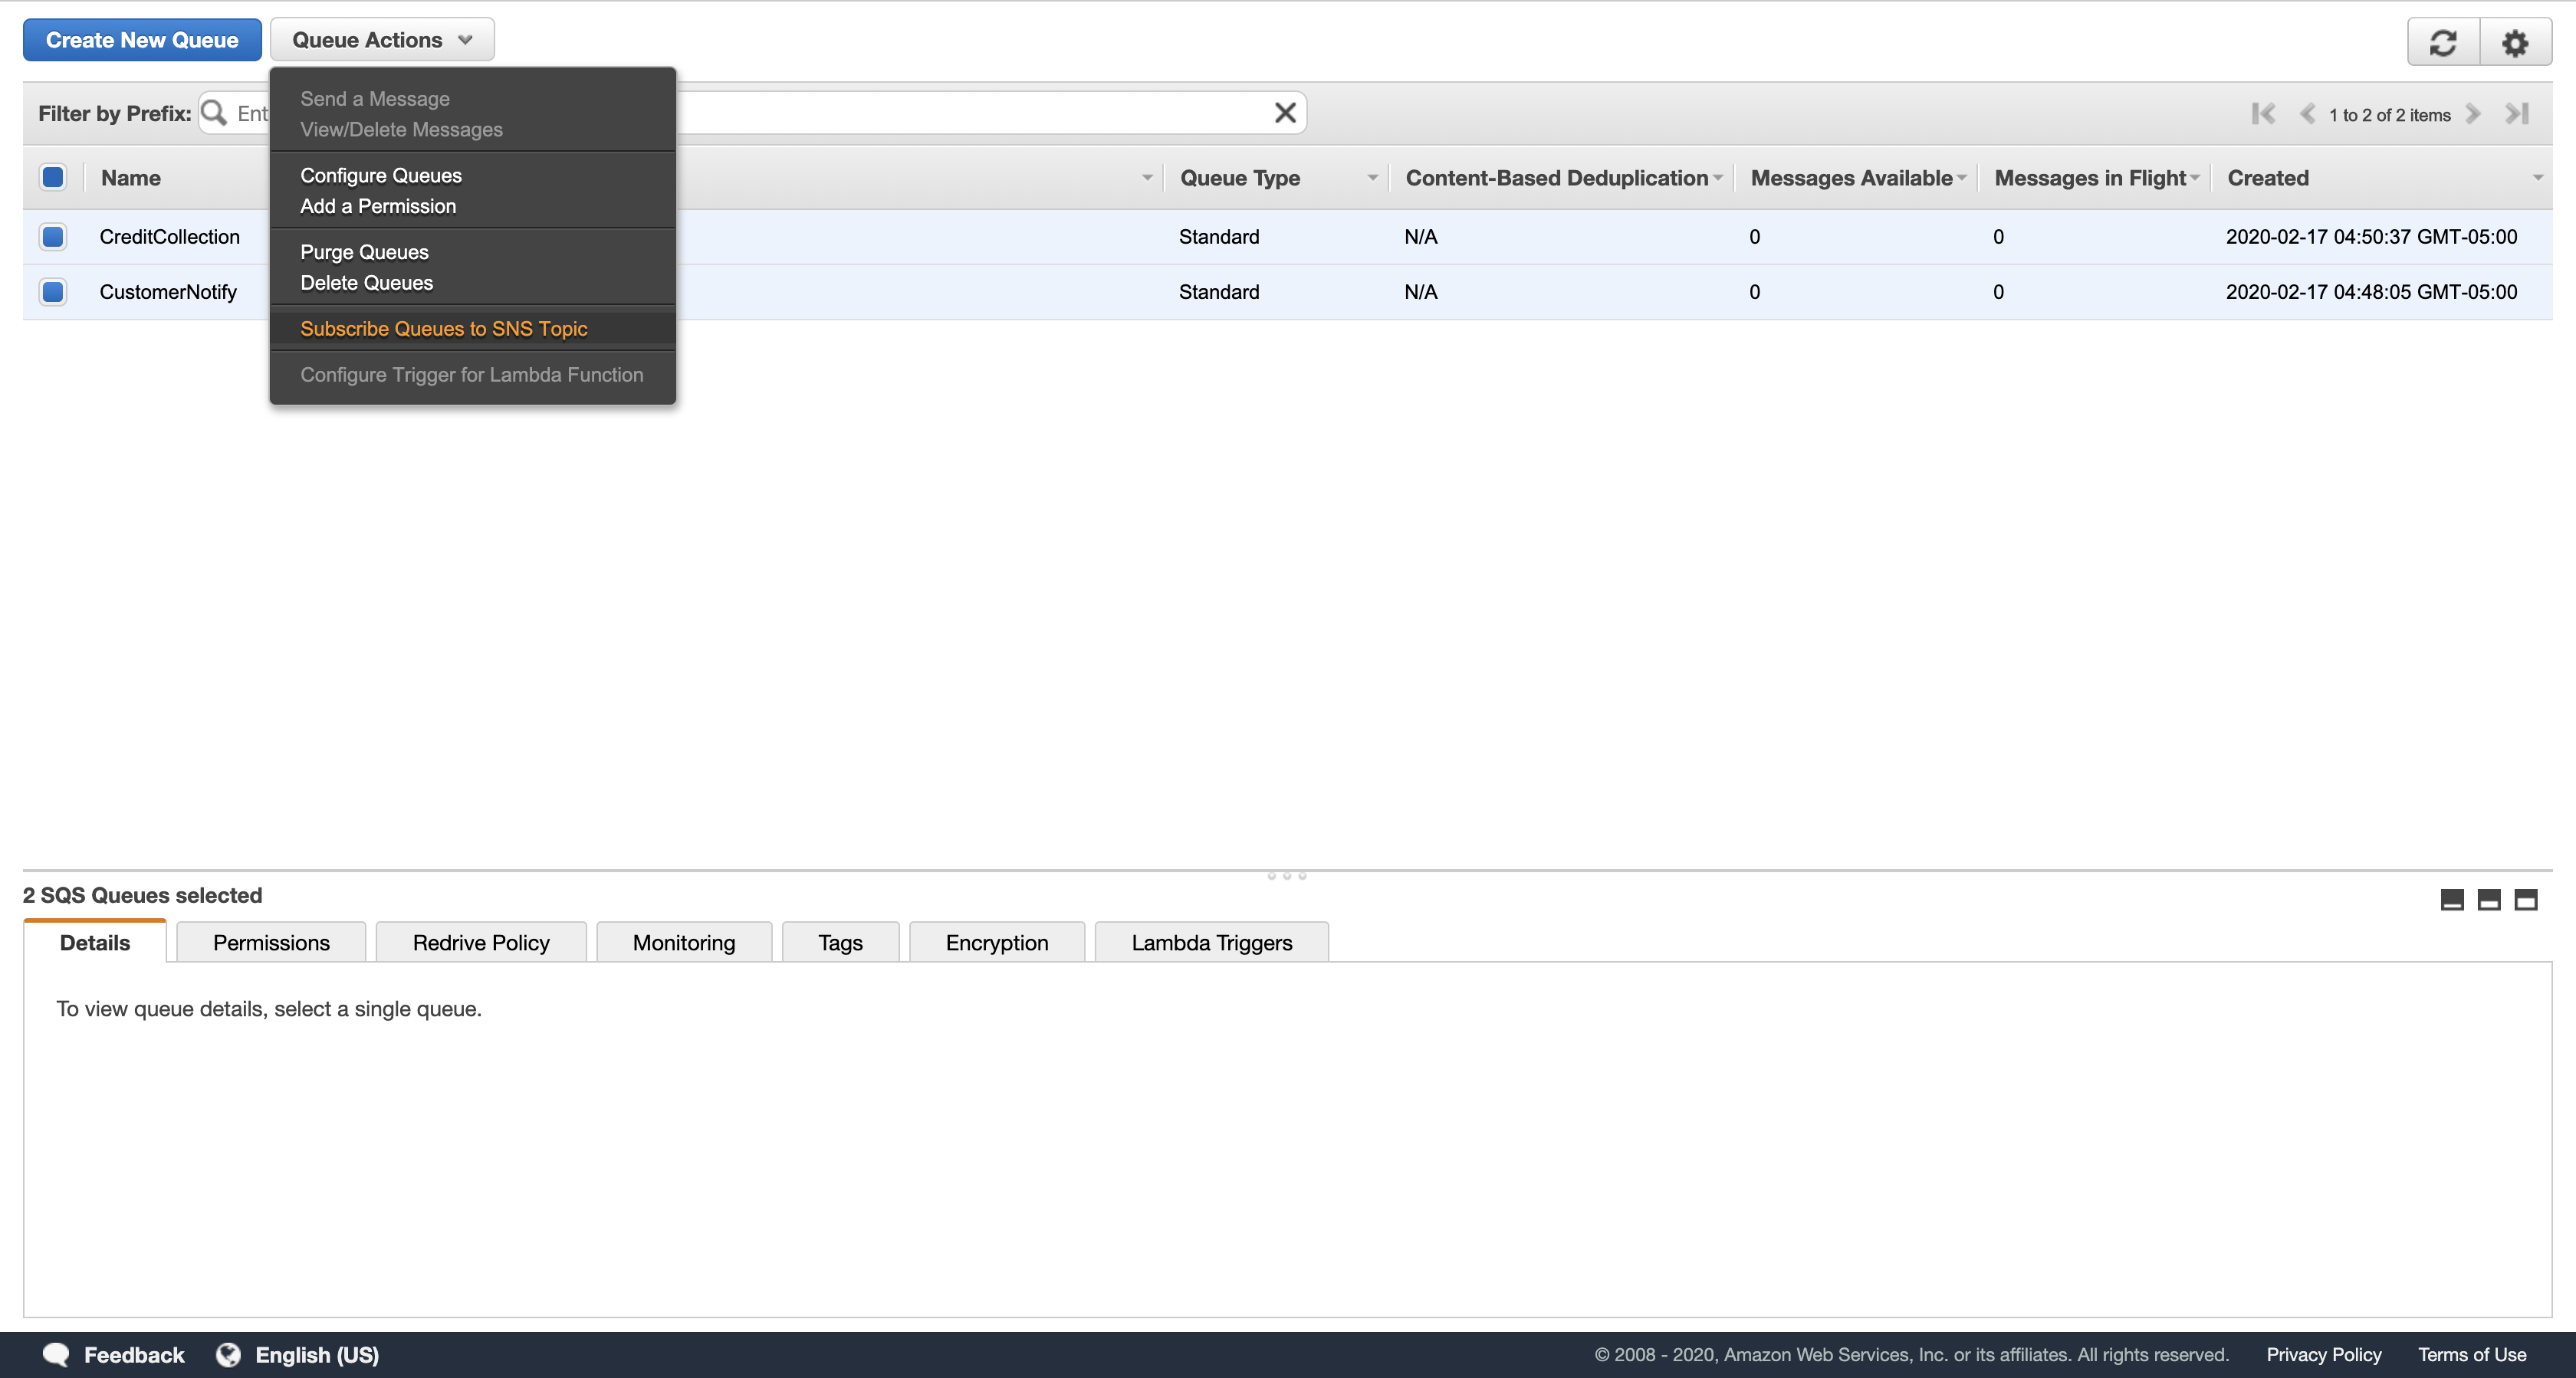 Create New Queue Queue Actions
Send a Message
Filter by Prefix: Ent 1 to 2 of 2 items
View/Delete Messages
Configure Queues
Name Queue Type Content-Based Deduplication Messages Available Messages in Flight Created
Add a Permission
CreditCollection Standard N/A 0 0 2020-02-17 04:50:37 GMT-05:00
Purge Queues
Delete Queues
CustomerNotify Standard N/A 0 0 2020-02-17 04:48:05 GMT-05:00
Subscribe Queues to SNS Topic
Configure Trigger for Lambda Function
2 SQS Queues selected
Details Permissions Redrive Policy Monitoring Tags Encryption Lambda Triggers
To view queue details, select a single queue.
Feedback English (US) © 2008 - 2020, Amazon Web Services, Inc. or its affiliates. All rights reserved. Privacy Policy Terms of Use